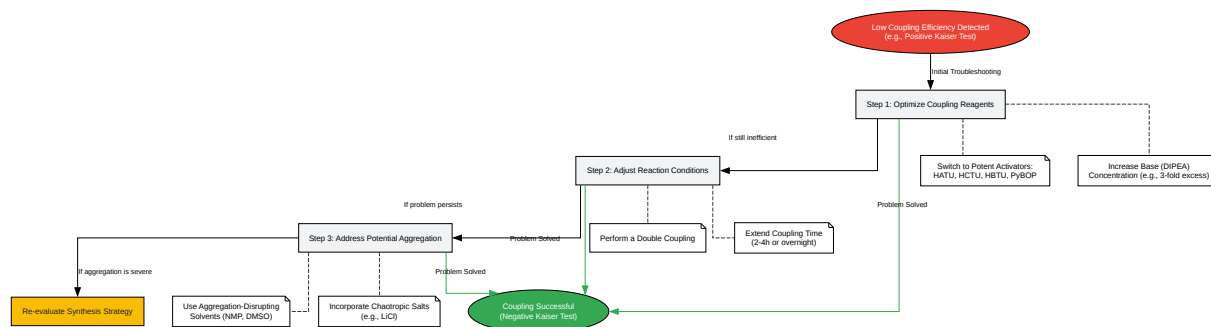 Low Coupling Efficiency Detected
(e.g., Positive Kaiser Test)
Initial Troubleshooting
Step 1: Optimize Coupling Reagents
If still inefficient
Switch to Potent Activators:
HATU, HCTU, HBTU, PyBOP
Increase Base (DIPEA)
Concentration (e.g., 3-fold excess)
Step 2: Adjust Reaction Conditions
If problem persists
Problem Solved
Perform a Double Coupling
Extend Coupling Time
(2-4h or overnight)
Step 3: Address Potential Aggregation
Problem Solved
If aggregation is severe
Problem Solved
Re-evaluate Synthesis Strategy
Use Aggregation-Disrupting
Solvents (NMP, DMSO)
Incorporate Chaotropic Salts
(e.g., LiCl)
Coupling Successful
(Negative Kaiser Test)